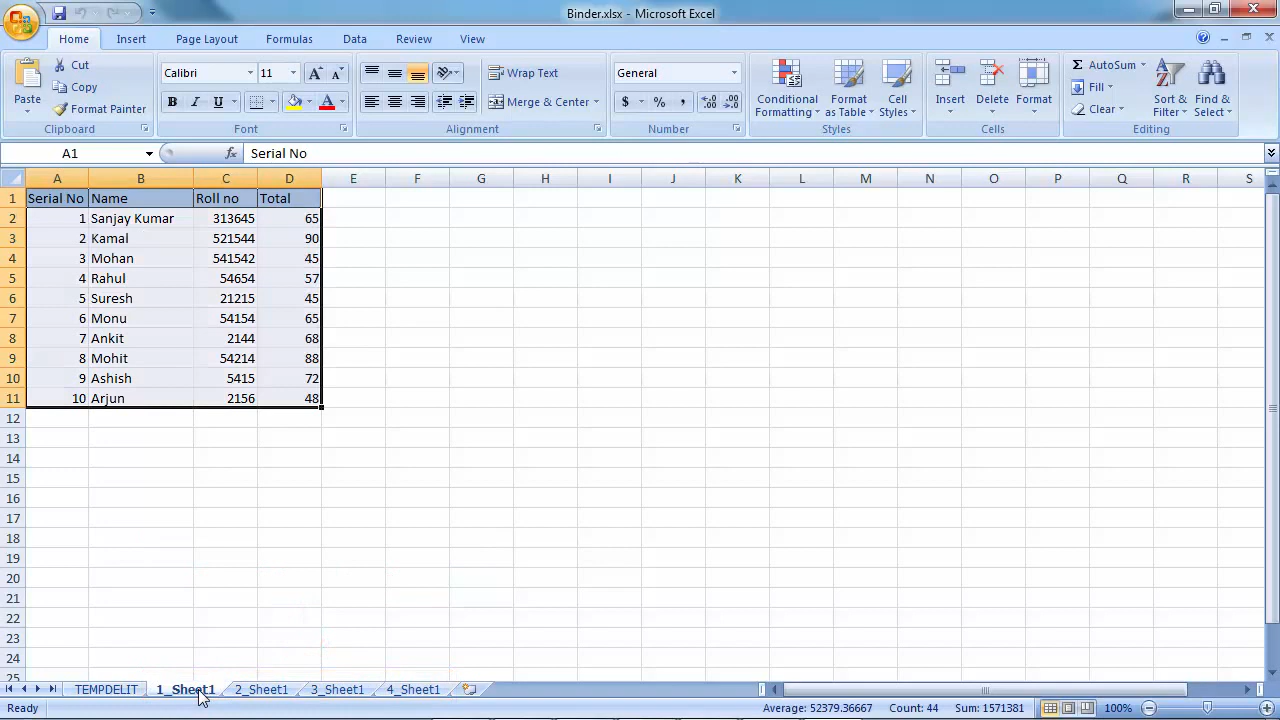 Binder.xlsx - Microsoft Excel
Home Insert Page Layout Formulas Data Review View
Paste
Cut
Copy
Format Painter
Clipboard
Calibri 11
B I U
Font
Wrap Text
Merge & Center
Alignment
General
$ % ,
Number
Conditional Formatting
Format as Table
Cell Styles
Styles
Insert Delete Format
Cells
AutoSum
Fill
Clear
Sort & Filter
Find & Select
Editing
A1 fx Serial No
A B C D E F G H I J K L M N O P Q R S
1 Serial No Name Roll no Total
2 1 Sanjay Kumar 313645 65
3 2 Kamal 521544 90
4 3 Mohan 541542 45
5 4 Rahul 54654 57
6 5 Suresh 21215 45
7 6 Monu 54154 65
8 7 Ankit 2144 68
9 8 Mohit 54214 88
10 9 Ashish 5415 72
11 10 Arjun 2156 48
12
13
14
15
16
17
18
19
20
21
22
23
24
25
TEMPDELIT 1_Sheet1 2_Sheet1 3_Sheet1 4_Sheet1
Ready Average: 52379.36667 Count: 44 Sum: 1571381 100%